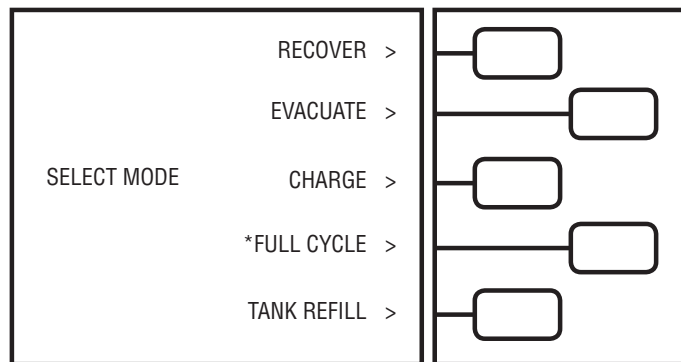 RECOVER >
EVACUATE >
SELECT MODE CHARGE >
*FULL CYCLE >
TANK REFILL >